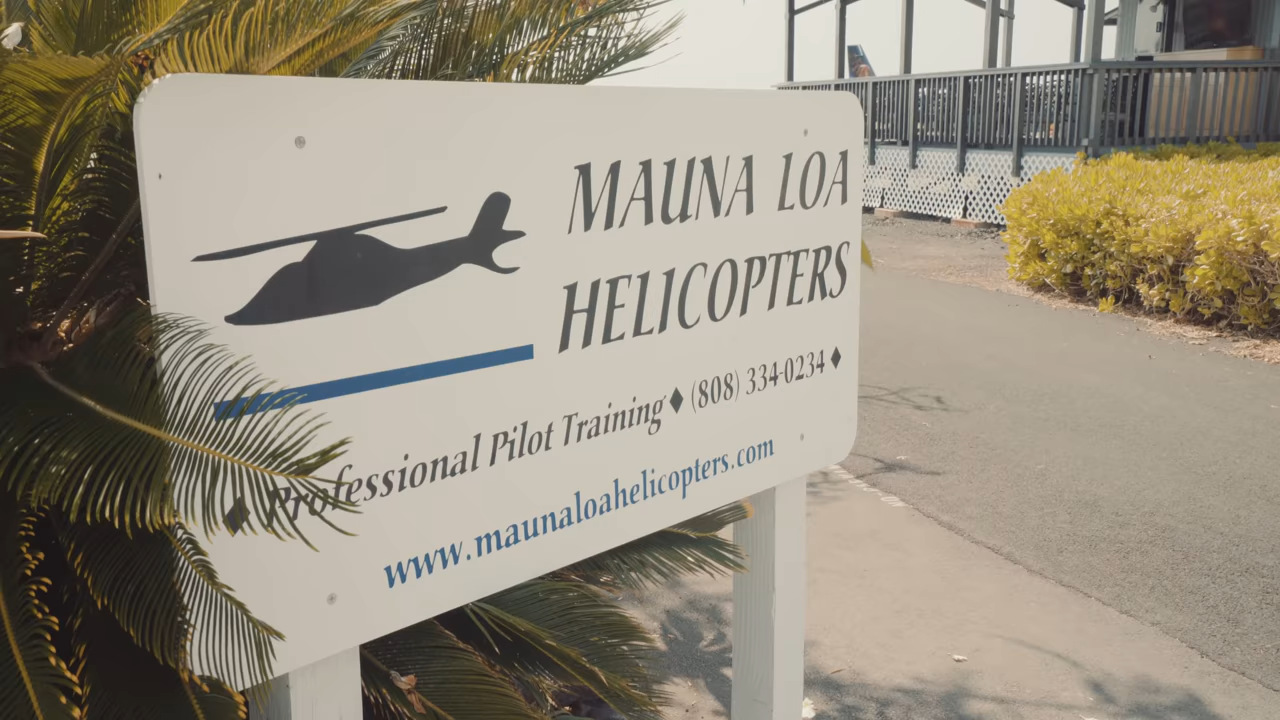 MAUNA LOA
HELICOPTERS
♦ Professional Pilot Training ♦ (808) 334-0234 ♦
www.maunaloahelicopters.com